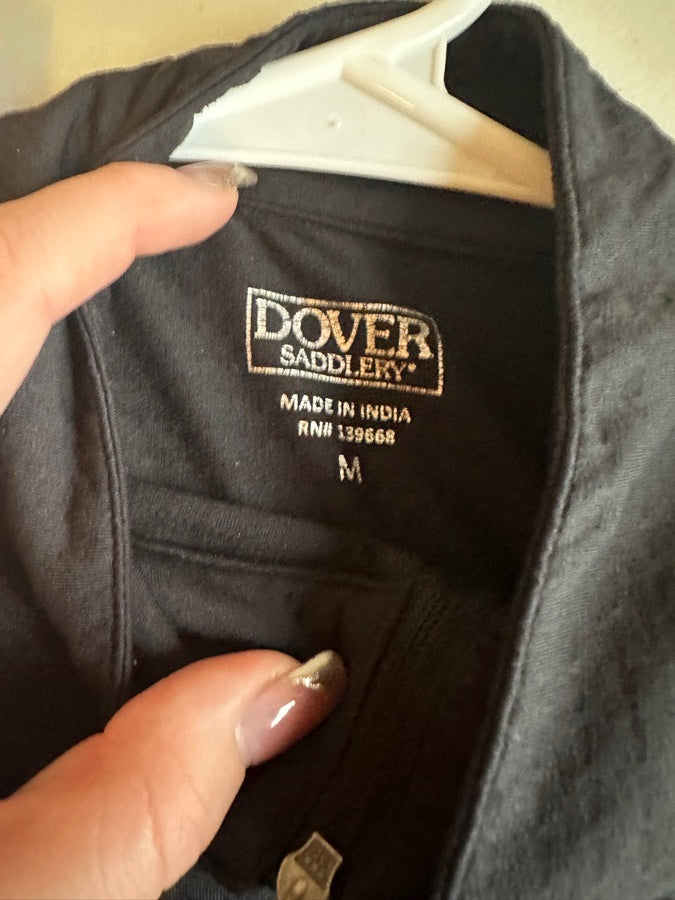 DOVER
SADDLERY®
MADE IN INDIA
RN# 139668
M